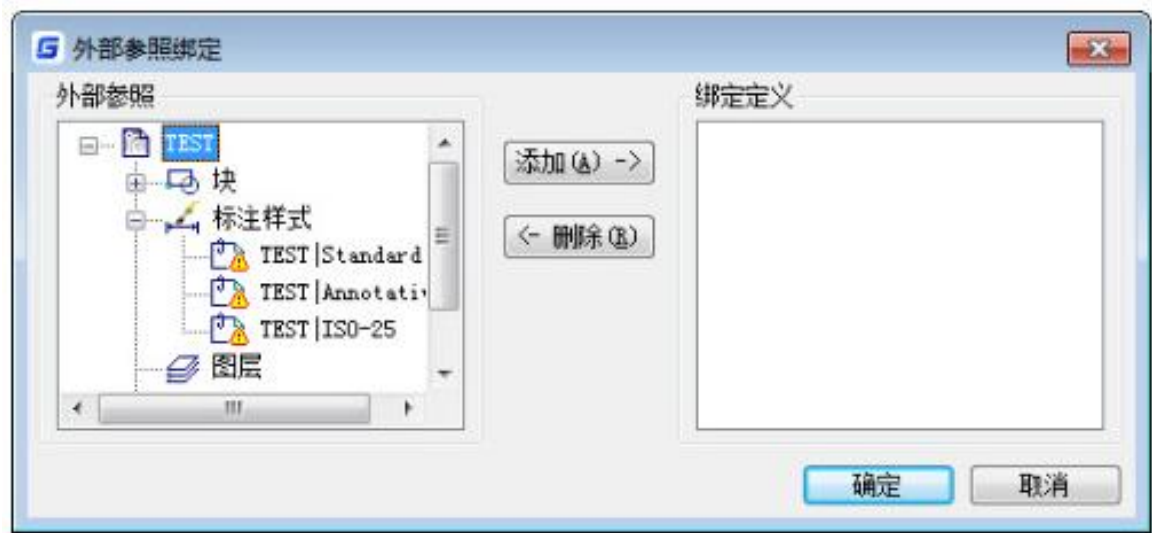 外部参照绑定
外部参照
TEST
块
标注样式
TEST|Standard
TEST|Annotativ
TEST|ISO-25
图层
添加(A) ->
<- 删除(R)
绑定定义
确定
取消